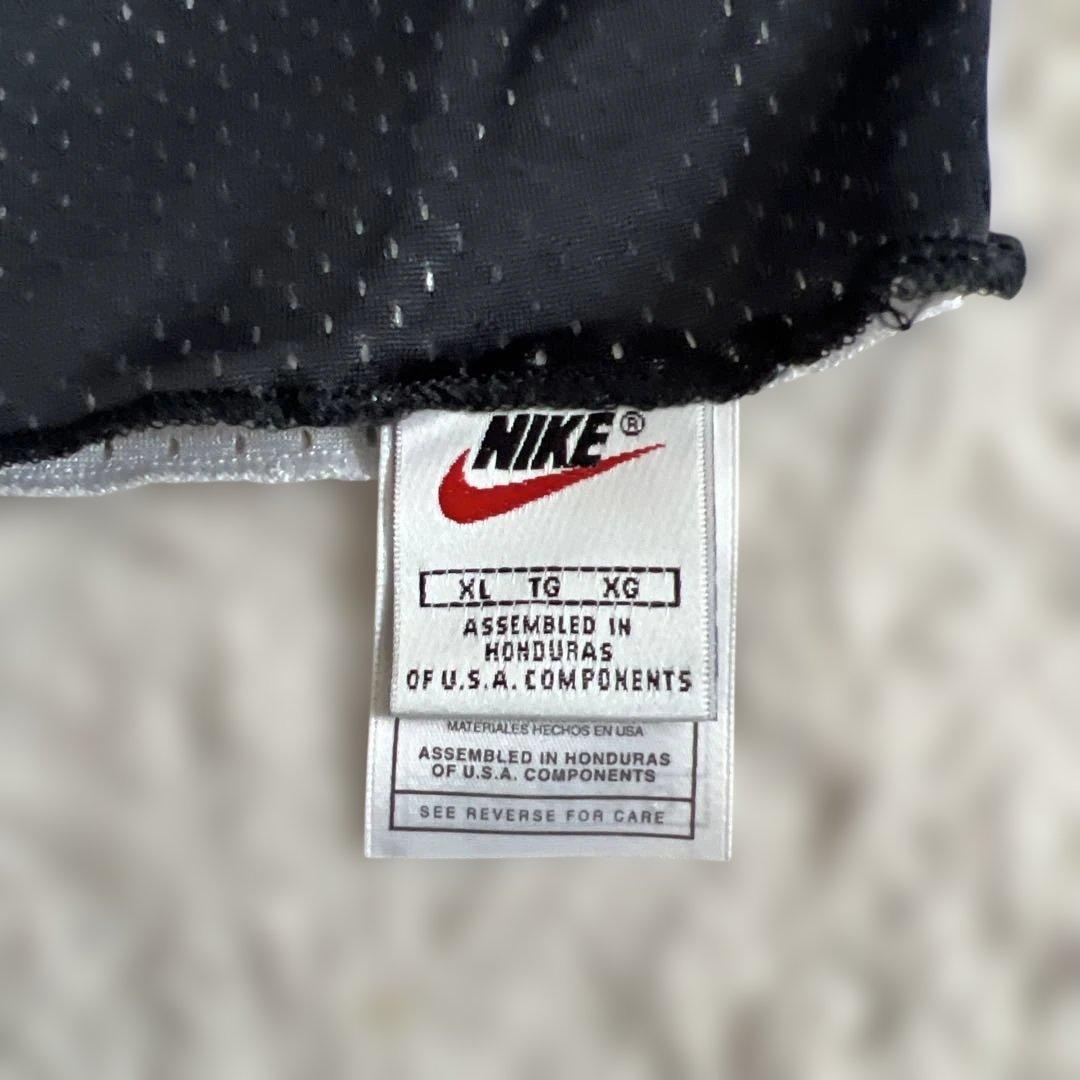 NIKE®
XL TG XG
ASSEMBLED IN
HONDURAS
OF U.S.A. COMPONENTS
MATERIALES HECHOS EN USA
ASSEMBLED IN HONDURAS
OF U.S.A. COMPONENTS
SEE REVERSE FOR CARE